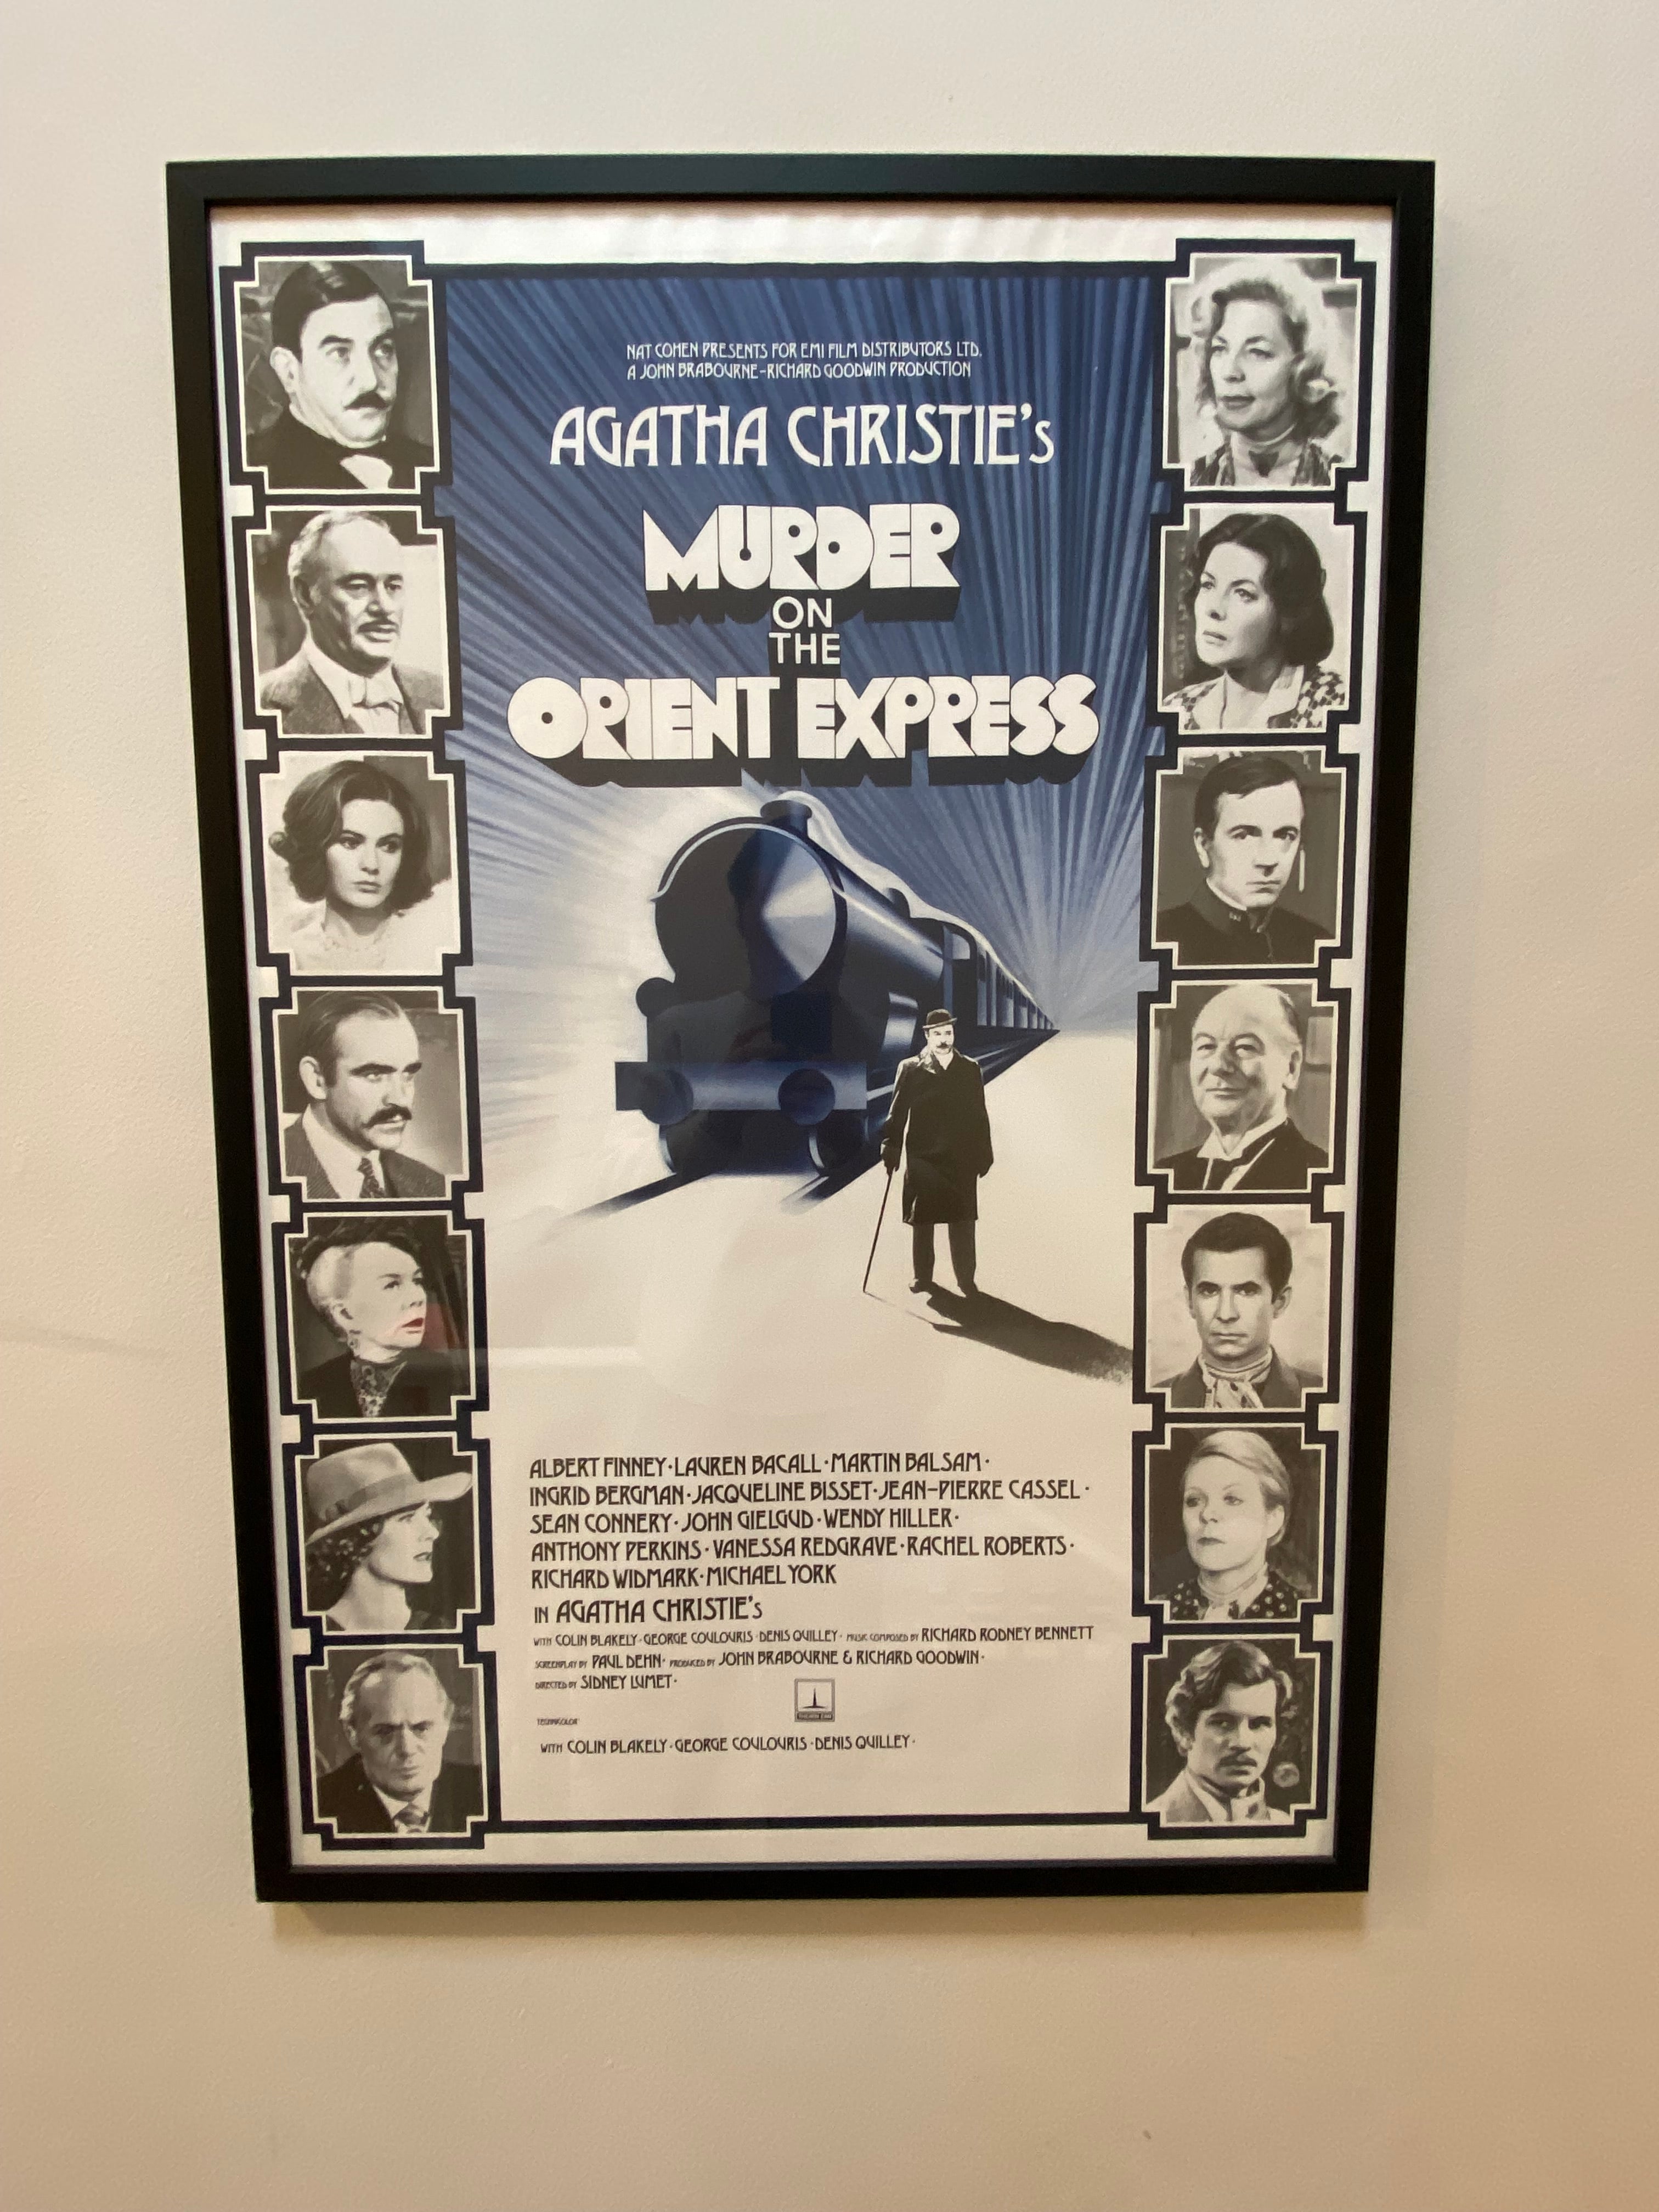 NAT COHEN PRESENTS FOR EMI FILM DISTRIBUTORS LTD.
A JOHN BRABOURNE-RICHARD GOODWIN PRODUCTION
AGATHA CHRISTIE's
MURDER
ON
THE
ORIENT EXPRESS
ALBERT FINNEY·LAUREN BACALL·MARTIN BALSAM·
INGRID BERGMAN·JACQUELINE BISSET·JEAN-PIERRE CASSEL·
SEAN CONNERY·JOHN GIELGUD·WENDY HILLER·
ANTHONY PERKINS·VANESSA REDGRAVE·RACHEL ROBERTS·
RICHARD WIDMARK·MICHAEL YORK
IN AGATHA CHRISTIE's
WITH COLIN BLAKELY·GEORGE COULOURIS·DENIS QUILLEY· MUSIC COMPOSED BY RICHARD RODNEY BENNETT
SCREENPLAY BY PAUL DEHN· PRODUCED BY JOHN BRABOURNE & RICHARD GOODWIN·
DIRECTED BY SIDNEY LUMET·
TECHNICOLOR
WITH COLIN BLAKELY·GEORGE COULOURIS·DENIS QUILLEY·